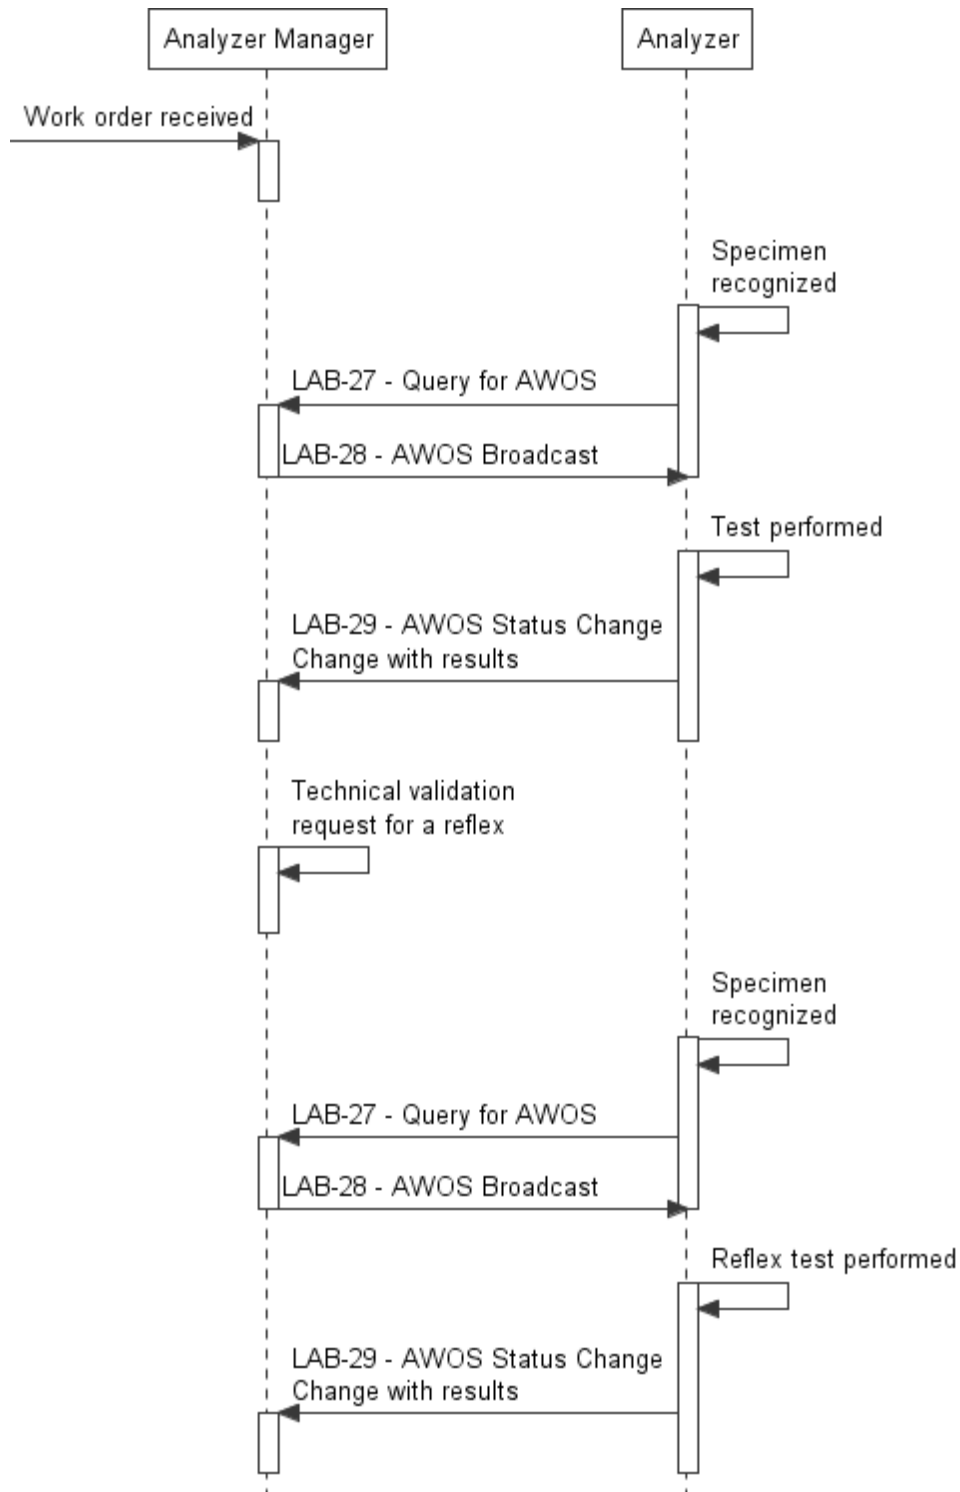 Analyzer Manager
Analyzer
Work order received
Specimen
recognized
LAB-27 - Query for AWOS
LAB-28 - AWOS Broadcast
Test performed
LAB-29 - AWOS Status Change
Change with results
Technical validation
request for a reflex
Specimen
recognized
LAB-27 - Query for AWOS
LAB-28 - AWOS Broadcast
Reflex test performed
LAB-29 - AWOS Status Change
Change with results